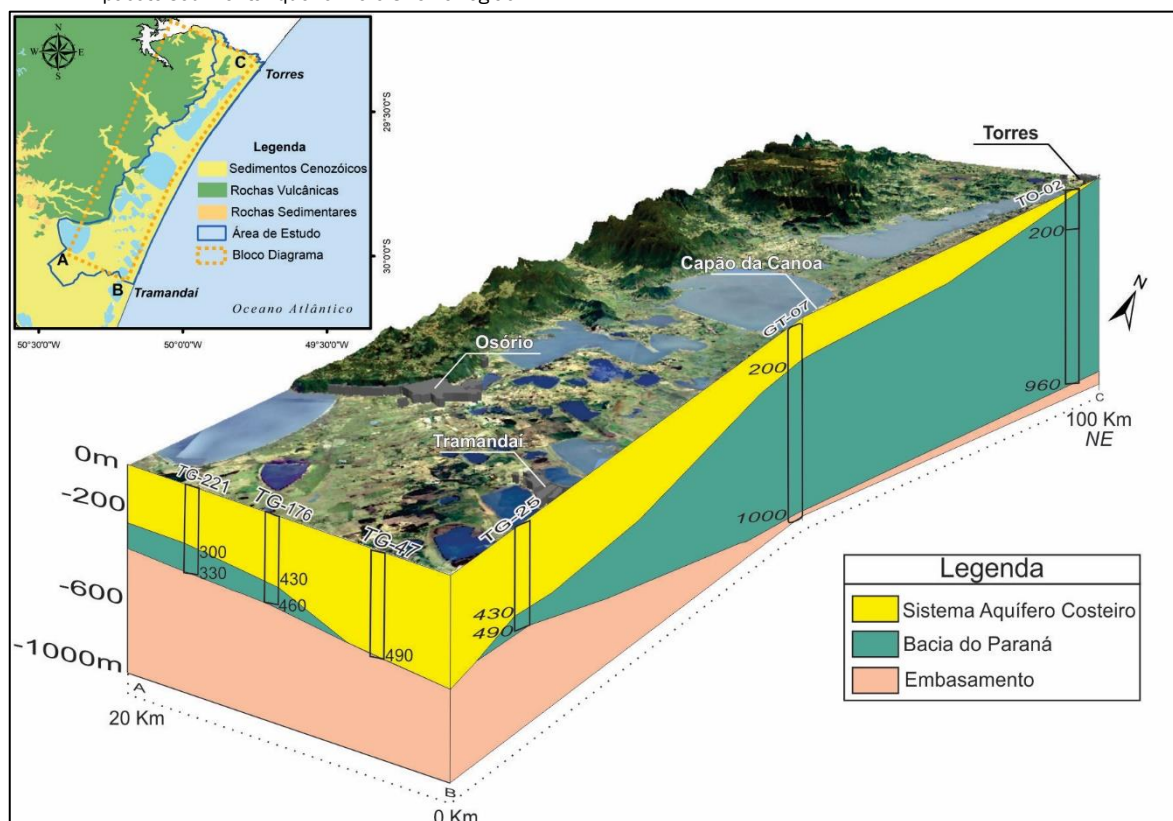 N
W E
S
C
Torres
Legenda
Sedimentos Cenozóicos
Rochas Vulcânicas
Rochas Sedimentares
Área de Estudo
Bloco Diagrama
A
B
Tramandaí
Oceano Atlântico
29°30'0"S
30°0'0"S
50°30'0"W
50°0'0"W
49°30'0"W
Torres
TO-02
200
Capão da Canoa
GT-07
200
N
Osório
Tramandaí
960
C
100 Km
NE
0m
-200
-600
-1000m
TG-221
TG-176
TG-47
TG-25
300
330
430
460
490
430
490
1000
A
20 Km
B
0 Km
Legenda
Sistema Aquífero Costeiro
Bacia do Paraná
Embasamento